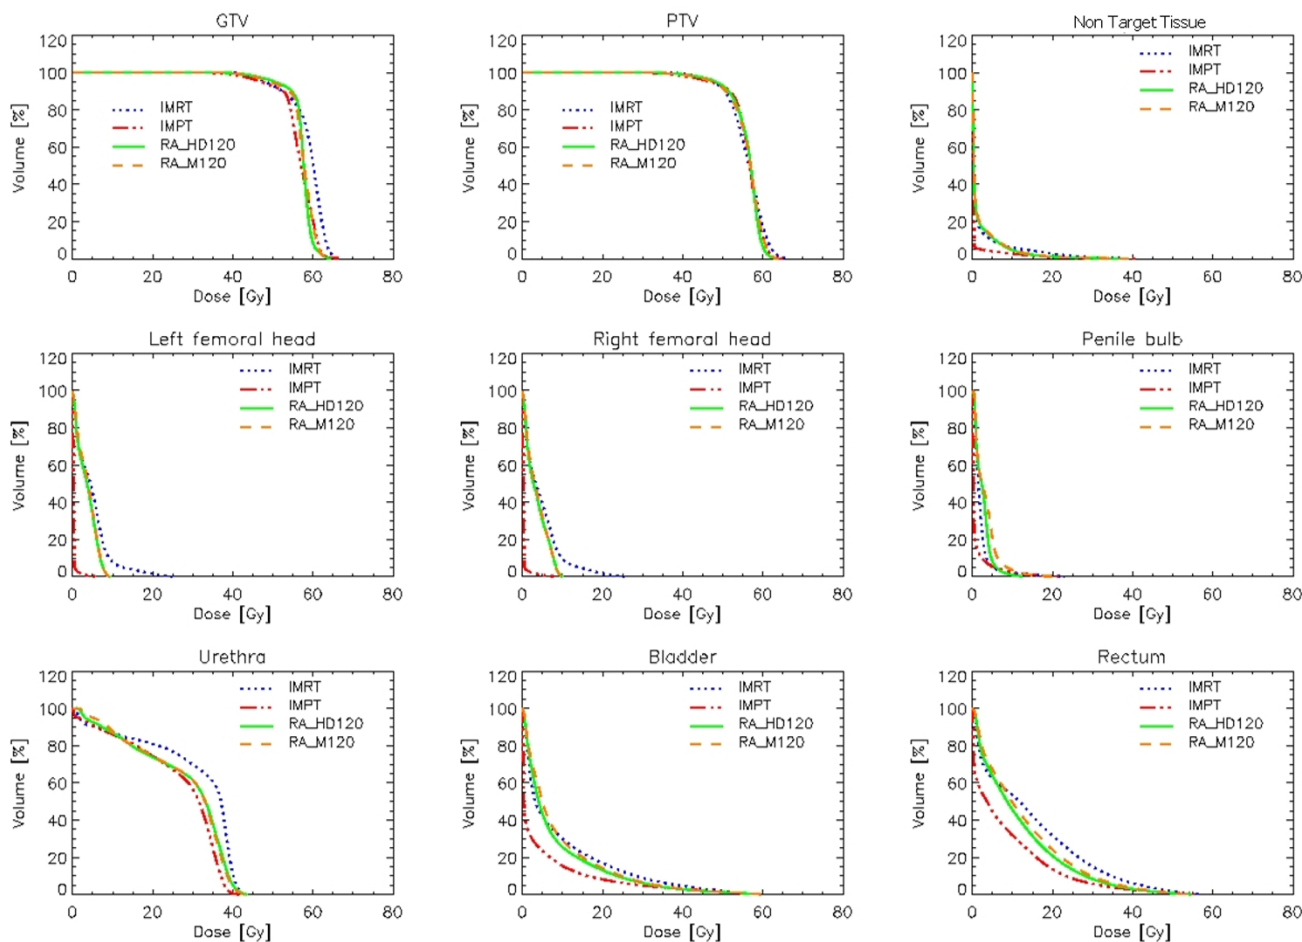 GTV
120
100
80
60
40
20
0
Volume [%]
IMRT
IMPT
RA_HD120
RA_M120
0 20 40 60 80
Dose [Gy]
PTV
120
100
80
60
40
20
0
Volume [%]
IMRT
IMPT
RA_HD120
RA_M120
0 20 40 60 80
Dose [Gy]
Non Target Tissue
120
100
80
60
40
20
0
Volume [%]
IMRT
IMPT
RA_HD120
RA_M120
0 20 40 60 80
Dose [Gy]
Left femoral head
120
100
80
60
40
20
0
Volume [%]
IMRT
IMPT
RA_HD120
RA_M120
0 20 40 60 80
Dose [Gy]
Right femoral head
120
100
80
60
40
20
0
Volume [%]
IMRT
IMPT
RA_HD120
RA_M120
0 20 40 60 80
Dose [Gy]
Penile bulb
120
100
80
60
40
20
0
Volume [%]
IMRT
IMPT
RA_HD120
RA_M120
0 20 40 60 80
Dose [Gy]
Urethra
120
100
80
60
40
20
0
Volume [%]
IMRT
IMPT
RA_HD120
RA_M120
0 20 40 60 80
Dose [Gy]
Bladder
120
100
80
60
40
20
0
Volume [%]
IMRT
IMPT
RA_HD120
RA_M120
0 20 40 60 80
Dose [Gy]
Rectum
120
100
80
60
40
20
0
Volume [%]
IMRT
IMPT
RA_HD120
RA_M120
0 20 40 60 80
Dose [Gy]